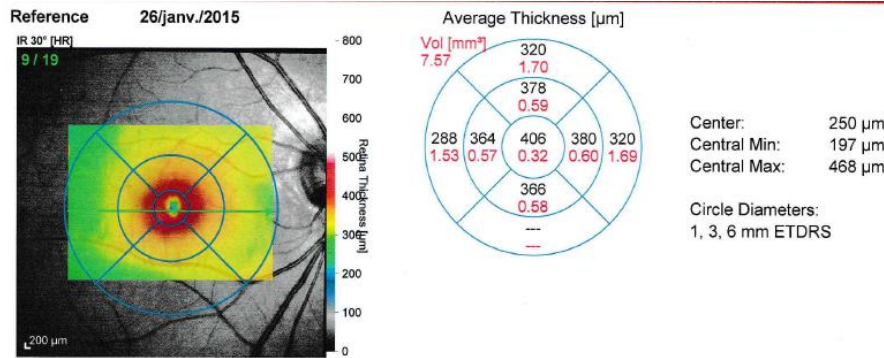 Reference 26/janv./2015
IR 30° [HR]
9 / 19
200 µm
800
700
600
500
400
300
200
100
0
Retina Thickness [µm]
Average Thickness [µm]
Vol [mm³]
7.57
320
1.70
378
0.59
288 364 406 380 320
1.53 0.57 0.32 0.60 1.69
366
0.58
---
---
Center: 250 µm
Central Min: 197 µm
Central Max: 468 µm
Circle Diameters:
1, 3, 6 mm ETDRS